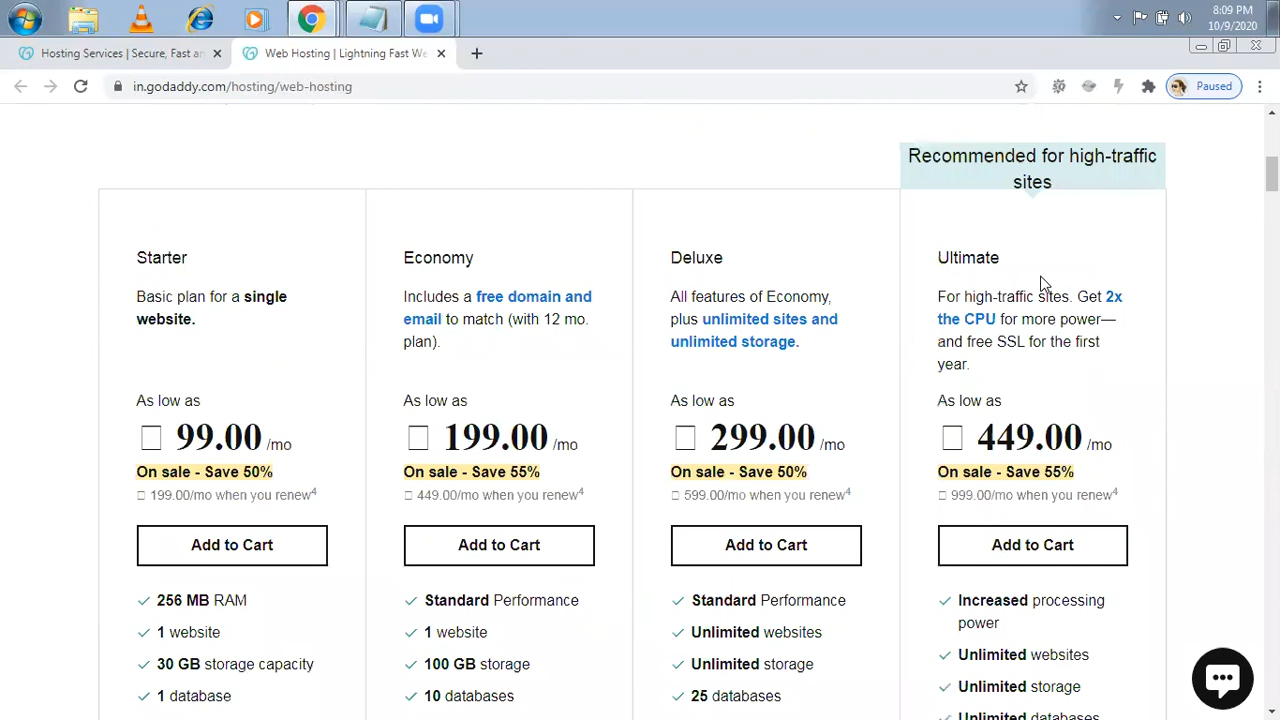 8:09 PM
10/9/2020
Hosting Services | Secure, Fast an
Web Hosting | Lightning Fast We
in.godaddy.com/hosting/web-hosting
Paused
Recommended for high-traffic
sites
Starter
Basic plan for a single
website.
As low as
99.00 /mo
On sale - Save 50%
199.00/mo when you renew4
Add to Cart
256 MB RAM
1 website
30 GB storage capacity
1 database
Economy
Includes a free domain and
email to match (with 12 mo.
plan).
As low as
199.00 /mo
On sale - Save 55%
449.00/mo when you renew4
Add to Cart
Standard Performance
1 website
100 GB storage
10 databases
Deluxe
All features of Economy,
plus unlimited sites and
unlimited storage.
As low as
299.00 /mo
On sale - Save 50%
599.00/mo when you renew4
Add to Cart
Standard Performance
Unlimited websites
Unlimited storage
25 databases
Ultimate
For high-traffic sites. Get 2x
the CPU for more power—
and free SSL for the first
year.
As low as
449.00 /mo
On sale - Save 55%
999.00/mo when you renew4
Add to Cart
Increased processing
power
Unlimited websites
Unlimited storage
Unlimited databases